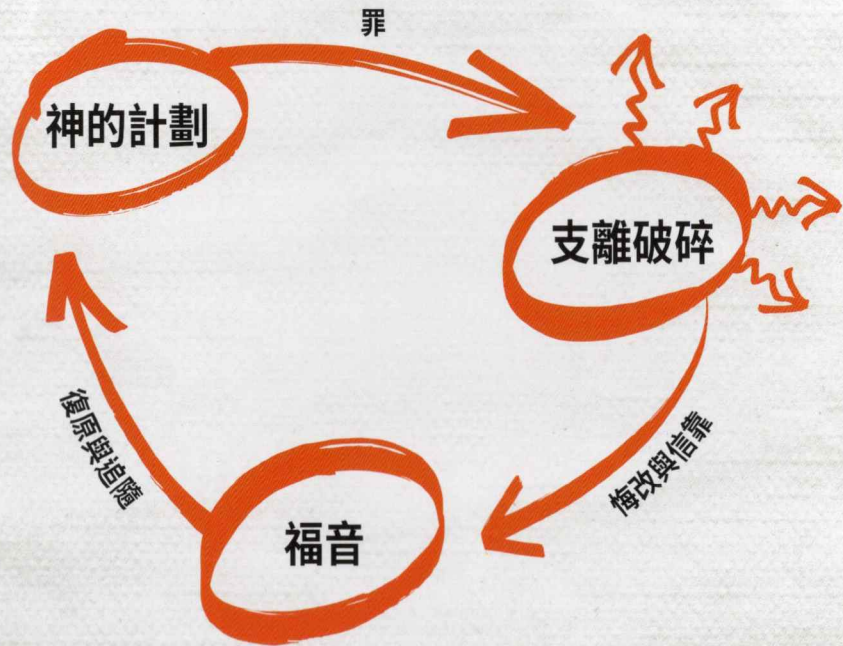 罪
神的計劃
支離破碎
悔改與信靠
福音
復原與追隨